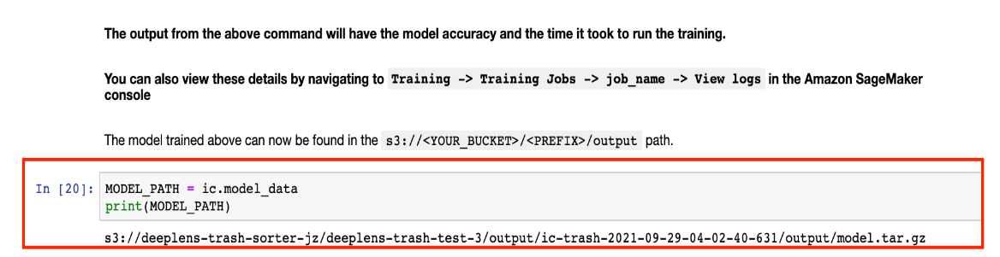 The output from the above command will have the model accuracy and the time it took to run the training.
You can also view these details by navigating to Training -> Training Jobs -> job_name -> View logs in the Amazon SageMaker
console
The model trained above can now be found in the s3://<YOUR_BUCKET>/<PREFIX>/output path.
In [20]: MODEL_PATH = ic.model_data
print(MODEL_PATH)
s3://deeplens-trash-sorter-jz/deeplens-trash-test-3/output/ic-trash-2021-09-29-04-02-40-631/output/model.tar.gz